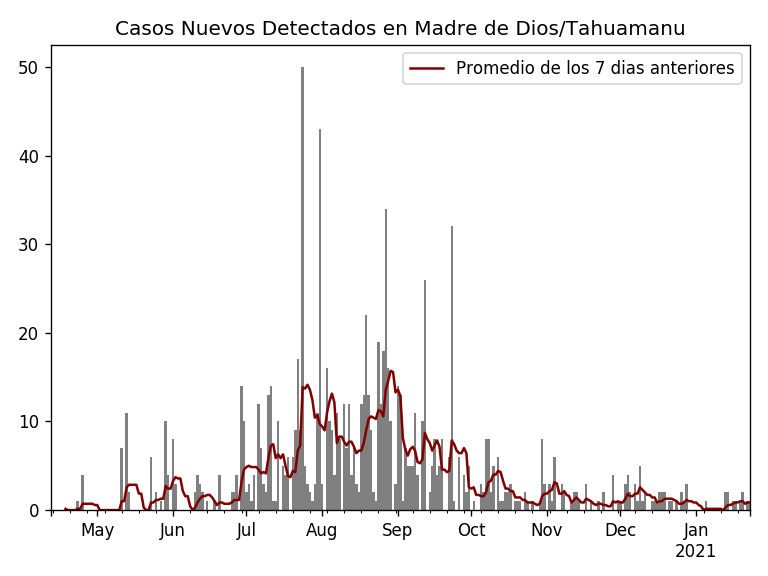 Casos Nuevos Detectados en Madre de Dios/Tahuamanu
Promedio de los 7 dias anteriores
50
40
30
20
10
0
May Jun Jul Aug Sep Oct Nov Dec Jan
2021